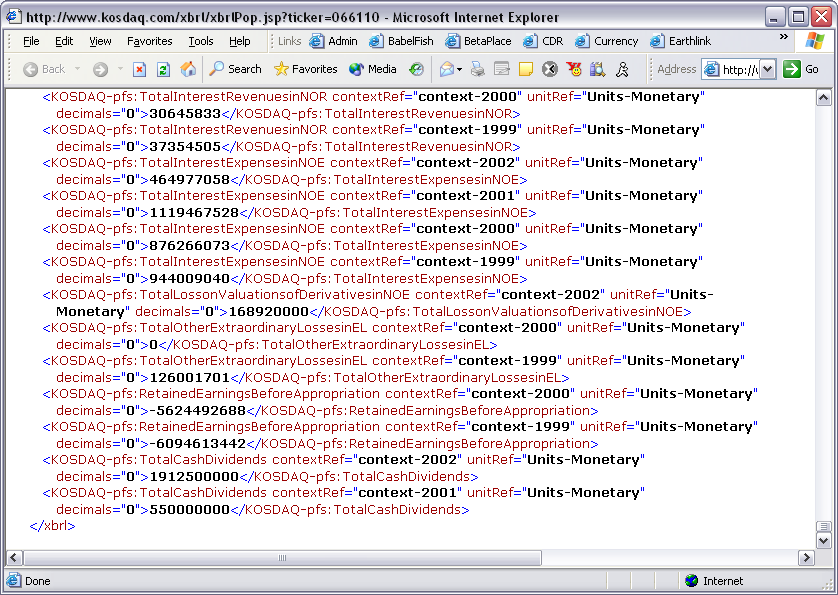 http://www.kosdaq.com/xbrl/xbrlPop.jsp?ticker=066110 - Microsoft Internet Explorer
File Edit View Favorites Tools Help Links Admin BabelFish BetaPlace CDR Currency Earthlink »
Back Search Favorites Media Address http://u Go
<KOSDAQ-pfs:TotalInterestRevenuesinNOR contextRef="context-2000" unitRef="Units-Monetary"
decimals="0">30645833</KOSDAQ-pfs:TotalInterestRevenuesinNOR>
<KOSDAQ-pfs:TotalInterestRevenuesinNOR contextRef="context-1999" unitRef="Units-Monetary"
decimals="0">37354505</KOSDAQ-pfs:TotalInterestRevenuesinNOR>
<KOSDAQ-pfs:TotalInterestExpensesinNOE contextRef="context-2002" unitRef="Units-Monetary"
decimals="0">464977058</KOSDAQ-pfs:TotalInterestExpensesinNOE>
<KOSDAQ-pfs:TotalInterestExpensesinNOE contextRef="context-2001" unitRef="Units-Monetary"
decimals="0">1119467528</KOSDAQ-pfs:TotalInterestExpensesinNOE>
<KOSDAQ-pfs:TotalInterestExpensesinNOE contextRef="context-2000" unitRef="Units-Monetary"
decimals="0">876266073</KOSDAQ-pfs:TotalInterestExpensesinNOE>
<KOSDAQ-pfs:TotalInterestExpensesinNOE contextRef="context-1999" unitRef="Units-Monetary"
decimals="0">944009040</KOSDAQ-pfs:TotalInterestExpensesinNOE>
<KOSDAQ-pfs:TotalLossonValuationsofDerivativesinNOE contextRef="context-2002" unitRef="Units-
Monetary" decimals="0">168920000</KOSDAQ-pfs:TotalLossonValuationsofDerivativesinNOE>
<KOSDAQ-pfs:TotalOtherExtraordinaryLossesinEL contextRef="context-2000" unitRef="Units-Monetary"
decimals="0">0</KOSDAQ-pfs:TotalOtherExtraordinaryLossesinEL>
<KOSDAQ-pfs:TotalOtherExtraordinaryLossesinEL contextRef="context-1999" unitRef="Units-Monetary"
decimals="0">126001701</KOSDAQ-pfs:TotalOtherExtraordinaryLossesinEL>
<KOSDAQ-pfs:RetainedEarningsBeforeAppropriation contextRef="context-2000" unitRef="Units-Monetary"
decimals="0">-5624492688</KOSDAQ-pfs:RetainedEarningsBeforeAppropriation>
<KOSDAQ-pfs:RetainedEarningsBeforeAppropriation contextRef="context-1999" unitRef="Units-Monetary"
decimals="0">-6094613442</KOSDAQ-pfs:RetainedEarningsBeforeAppropriation>
<KOSDAQ-pfs:TotalCashDividends contextRef="context-2002" unitRef="Units-Monetary"
decimals="0">1912500000</KOSDAQ-pfs:TotalCashDividends>
<KOSDAQ-pfs:TotalCashDividends contextRef="context-2001" unitRef="Units-Monetary"
decimals="0">550000000</KOSDAQ-pfs:TotalCashDividends>
</xbrl>
Done Internet